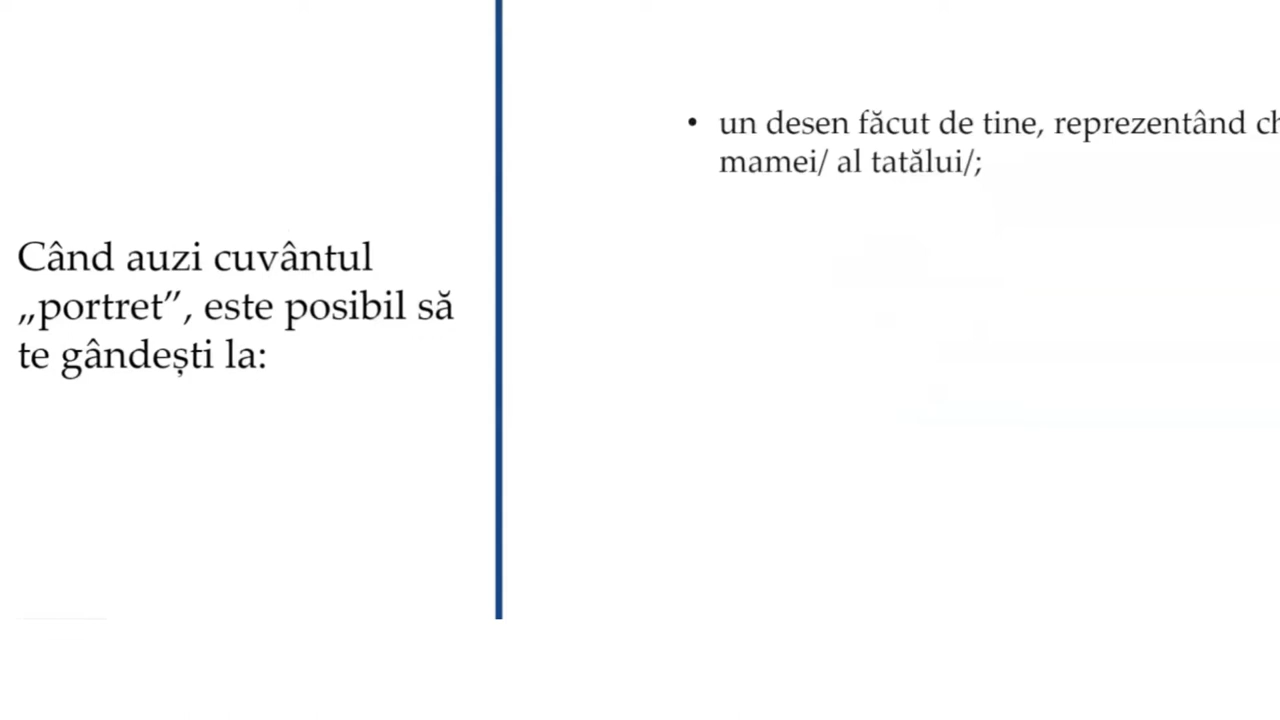 Când auzi cuvântul
„portret”, este posibil să
te gândești la:
• un desen făcut de tine, reprezentând
mamei/ al tatălui/;